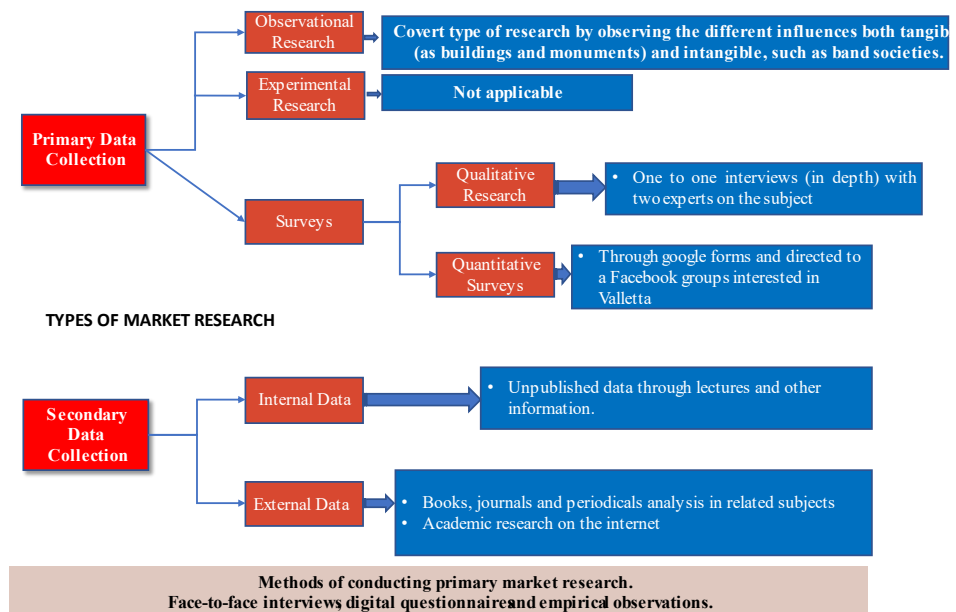 Observational
Research
Covert type of research by observing the different influences both tangib
(as buildings and monuments) and intangible, such as band societies.
Experimental
Research
Not applicable
Primary Data
Collection
Qualitative
Research
• One to one interviews (in depth) with
two experts on the subject
Surveys
Quantitative
Surveys
• Through google forms and directed to
a Facebook groups interested in
Valletta
TYPES OF MARKET RESEARCH
Internal Data
• Unpublished data through lectures and other
information.
Secondary
Data
Collection
External Data
• Books, journals and periodicals analysis in related subjects
• Academic research on the internet
Methods of conducting primary market research.
Face-to-face interviews, digital questionnaires and empirical observations.